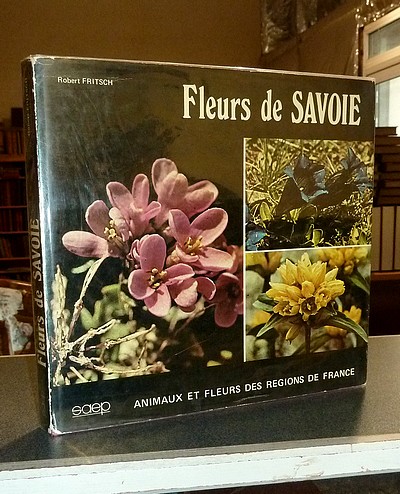 Robert FRITSCH
Fleurs de SAVOIE
Fleurs de SAVOIE
saep
ANIMAUX ET FLEURS DES REGIONS DE FRANCE